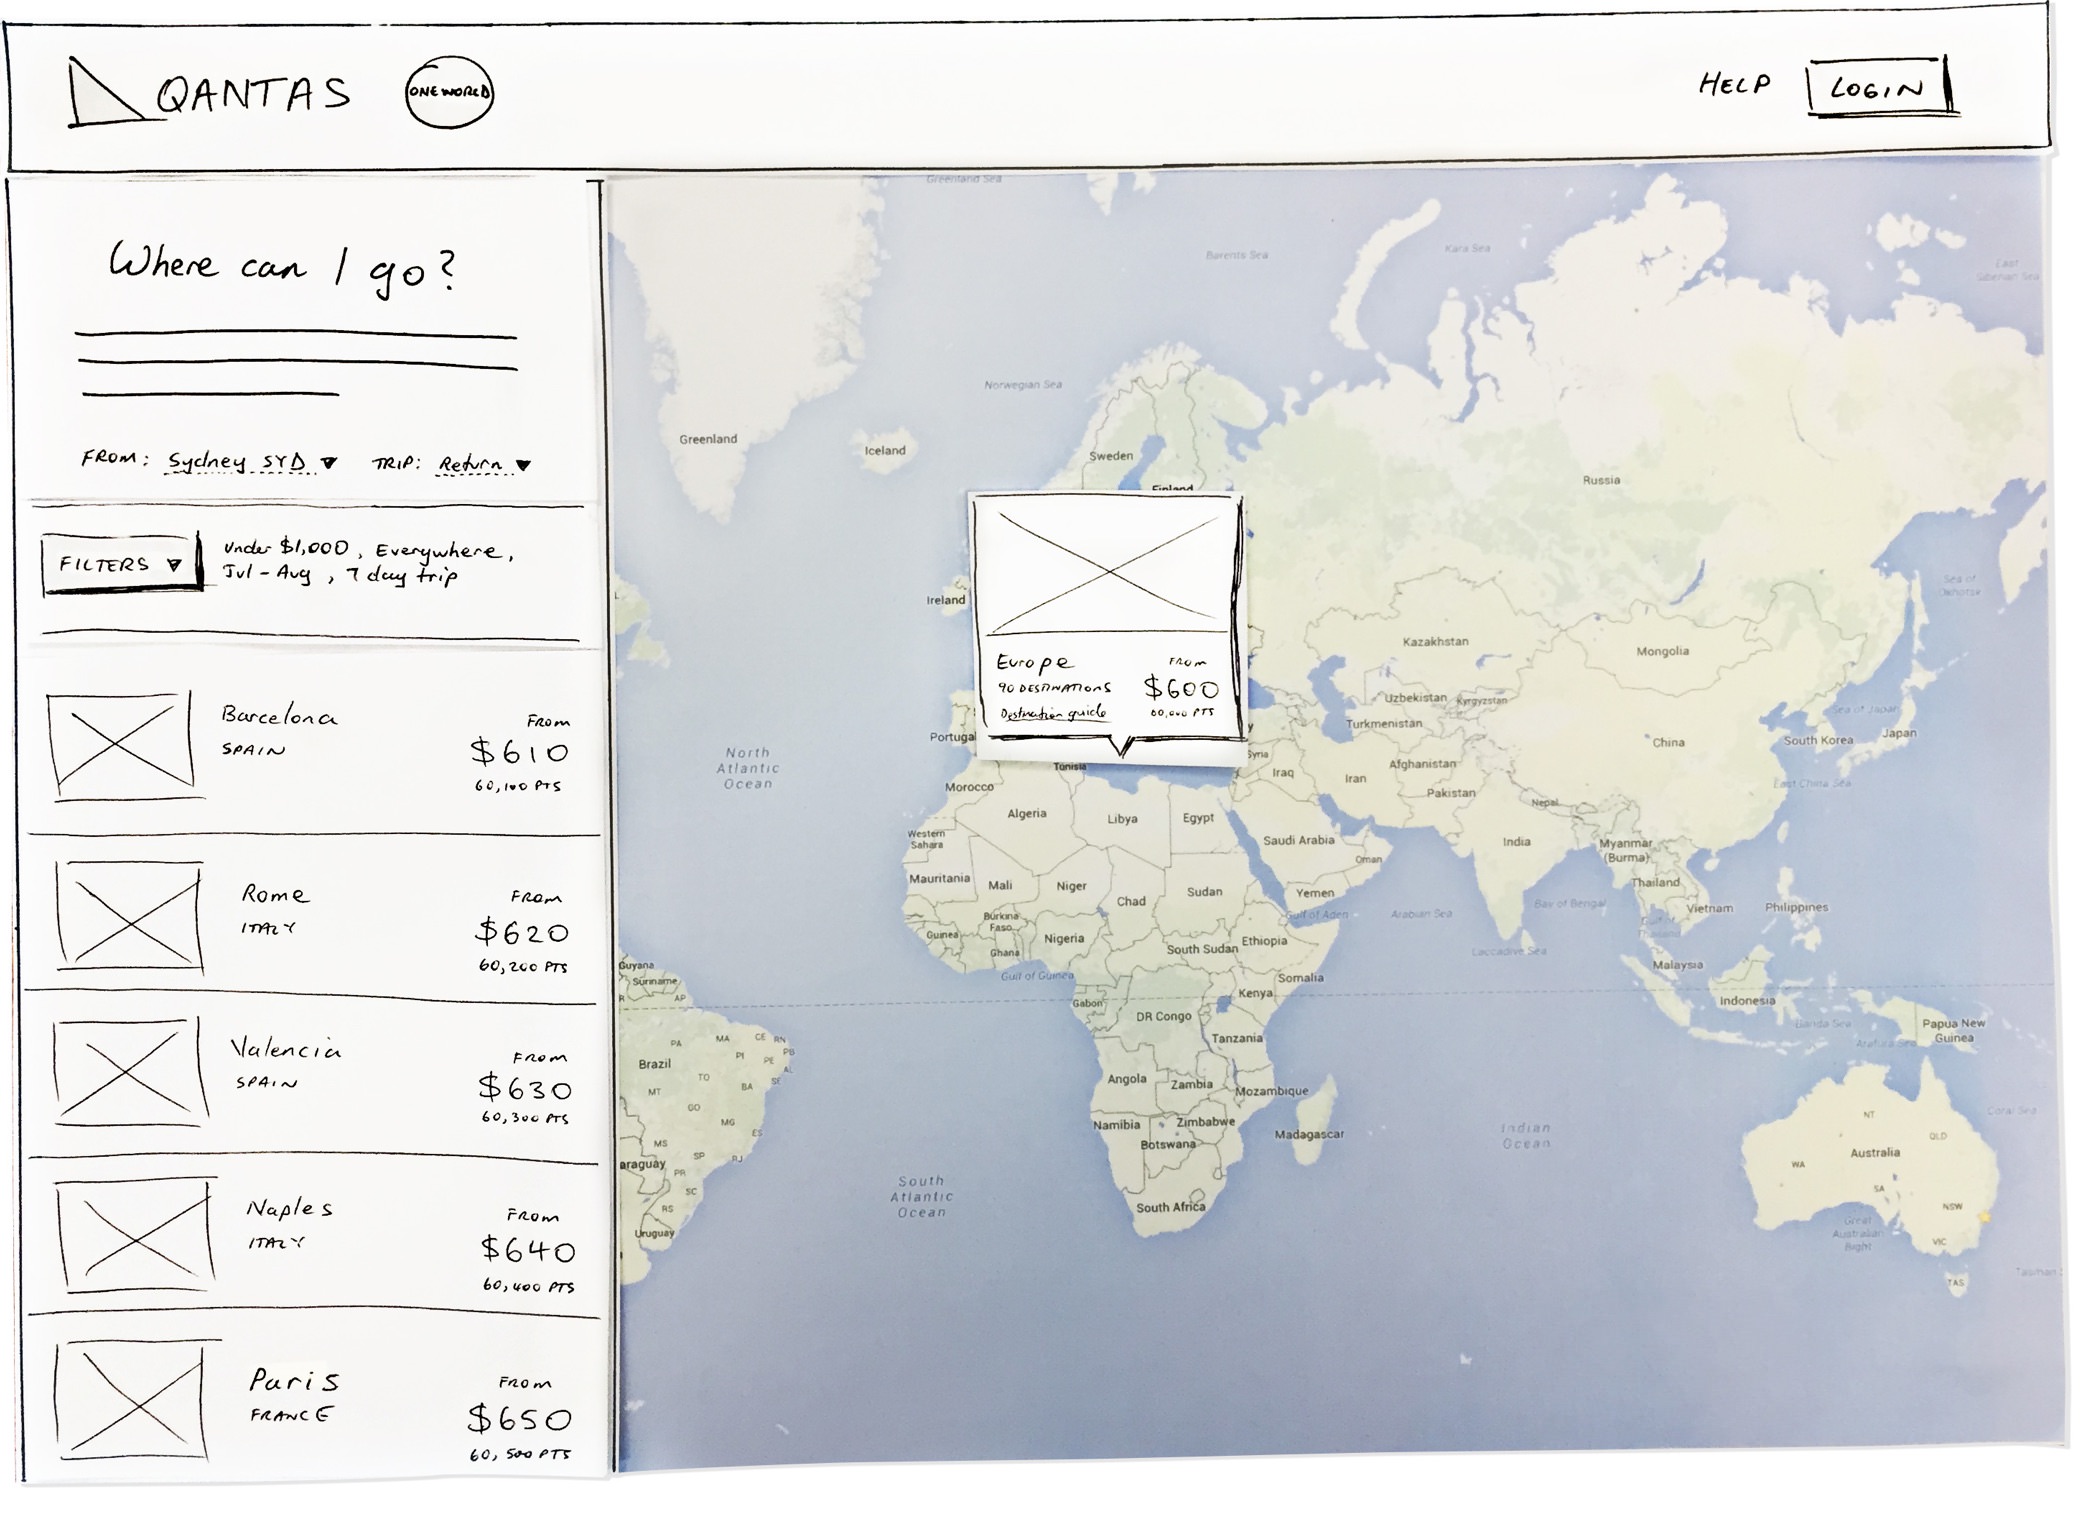 QANTAS
ONEWORLD
HELP
LOGIN
Where can I go?
FROM: Sydney SYD ▼ TRIP: Return ▼
FILTERS ▼
Under $1,000, Everywhere,
Jul - Aug, 7 day trip
Barcelona
SPAIN
FROM
$610
60,100 PTS
Rome
ITALY
FROM
$620
60,200 PTS
Valencia
SPAIN
FROM
$630
60,300 PTS
Naples
ITALY
FROM
$640
60,400 PTS
Paris
FRANCE
FROM
$650
60,500 PTS
Europe
90 DESTINATIONS
Destination guide
FROM
$600
60,000 PTS
Greenland Sea
Barents Sea
Kara Sea
East
Siberian Sea
Norwegian Sea
Greenland
Iceland
Sweden
Finland
Russia
Ireland
Sea of
Okhotsk
Kazakhstan
Mongolia
Uzbekistan
Kyrgyzstan
Turkmenistan
Sea of Japan
Portugal
South Korea
Japan
China
North
Atlantic
Ocean
Tunisia
Syria
Iraq
Iran
Afghanistan
Pakistan
East China Sea
Morocco
Algeria
Libya
Egypt
Nepal
Western
Sahara
Saudi Arabia
India
Myanmar
(Burma)
Oman
Mauritania
Mali
Niger
Chad
Sudan
Yemen
Thailand
Gulf of Aden
Arabian Sea
Bay of Bengal
Vietnam
Philippines
Burkina
Faso
Guinea
Ghana
Nigeria
South Sudan
Ethiopia
Gulf of
Thailand
Laccadive Sea
Guyana
Suriname
Gulf of Guinea
Somalia
Malaysia
R
AP
Gabon
Kenya
Indonesia
DR Congo
Banda Sea
Papua New
Guinea
Arafura Sea
Tanzania
PA
MA
CE
RN
PB
PI
PE
AL
Brazil
MT
TO
BA
SE
GO
MG
ES
MS
SP
RJ
araguay
PR
SC
RS
Uruguay
Angola
Zambia
Mozambique
Namibia
Zimbabwe
Botswana
Madagascar
South Africa
South
Atlantic
Ocean
Indian
Ocean
Coral Sea
NT
QLD
WA
Australia
SA
NSW
VIC
TAS
Great
Australian
Bight
Tasman S